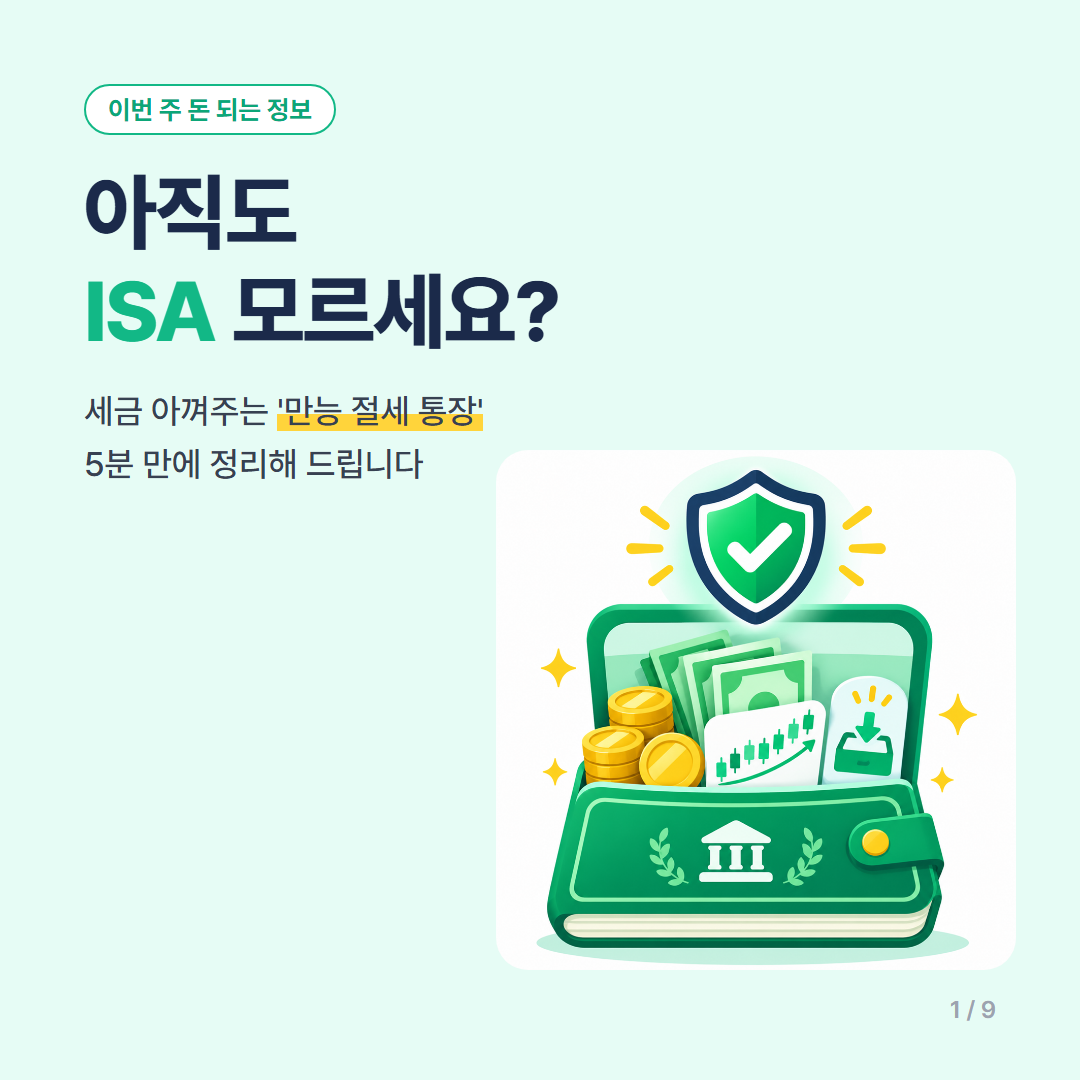 이번 주 돈 되는 정보
아직도
ISA 모르세요?
세금 아껴주는 '만능 절세 통장'
5분 만에 정리해 드립니다
1 / 9